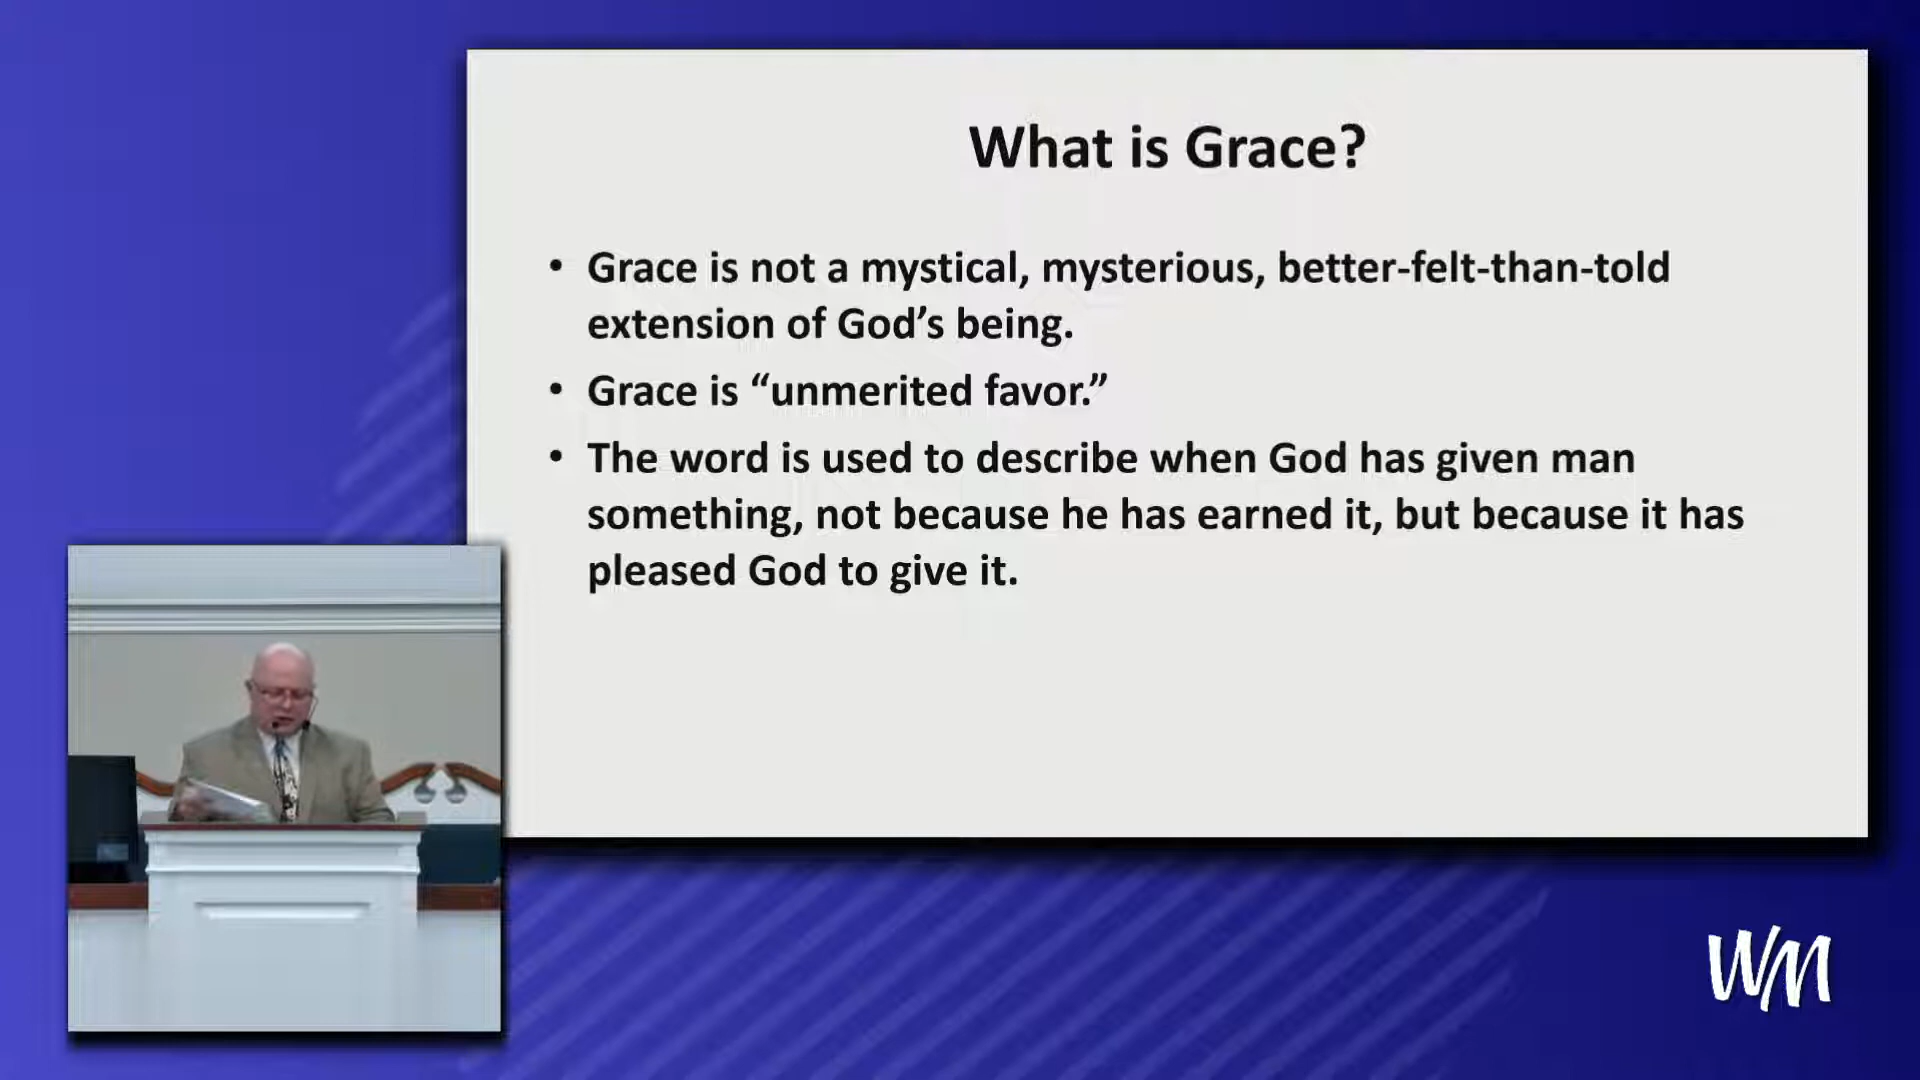 What is Grace?
• Grace is not a mystical, mysterious, better-felt-than-told
extension of God’s being.
• Grace is “unmerited favor.”
• The word is used to describe when God has given man
something, not because he has earned it, but because it has
pleased God to give it.
WM